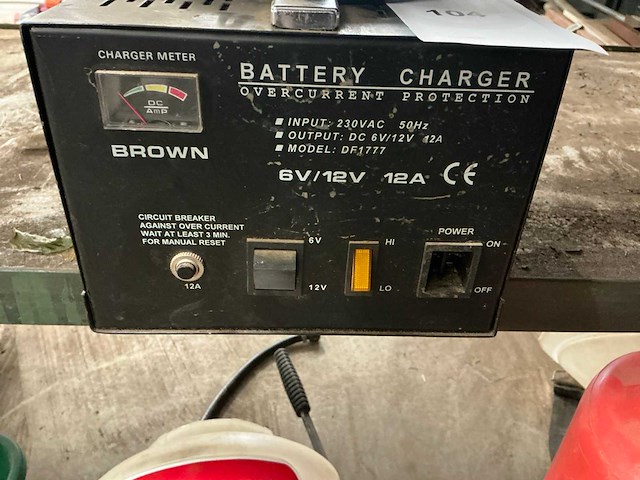 104
CHARGER METER
DC
AMP
BROWN
BATTERY CHARGER
OVERCURRENT PROTECTION
■ INPUT: 230VAC 50Hz
■ OUTPUT: DC 6V/12V 12A
■ MODEL: DF1777
6V/12V 12A CE
CIRCUIT BREAKER
AGAINST OVER CURRENT
WAIT AT LEAST 3 MIN.
FOR MANUAL RESET
12A
6V
12V
HI
LO
POWER
ON
OFF